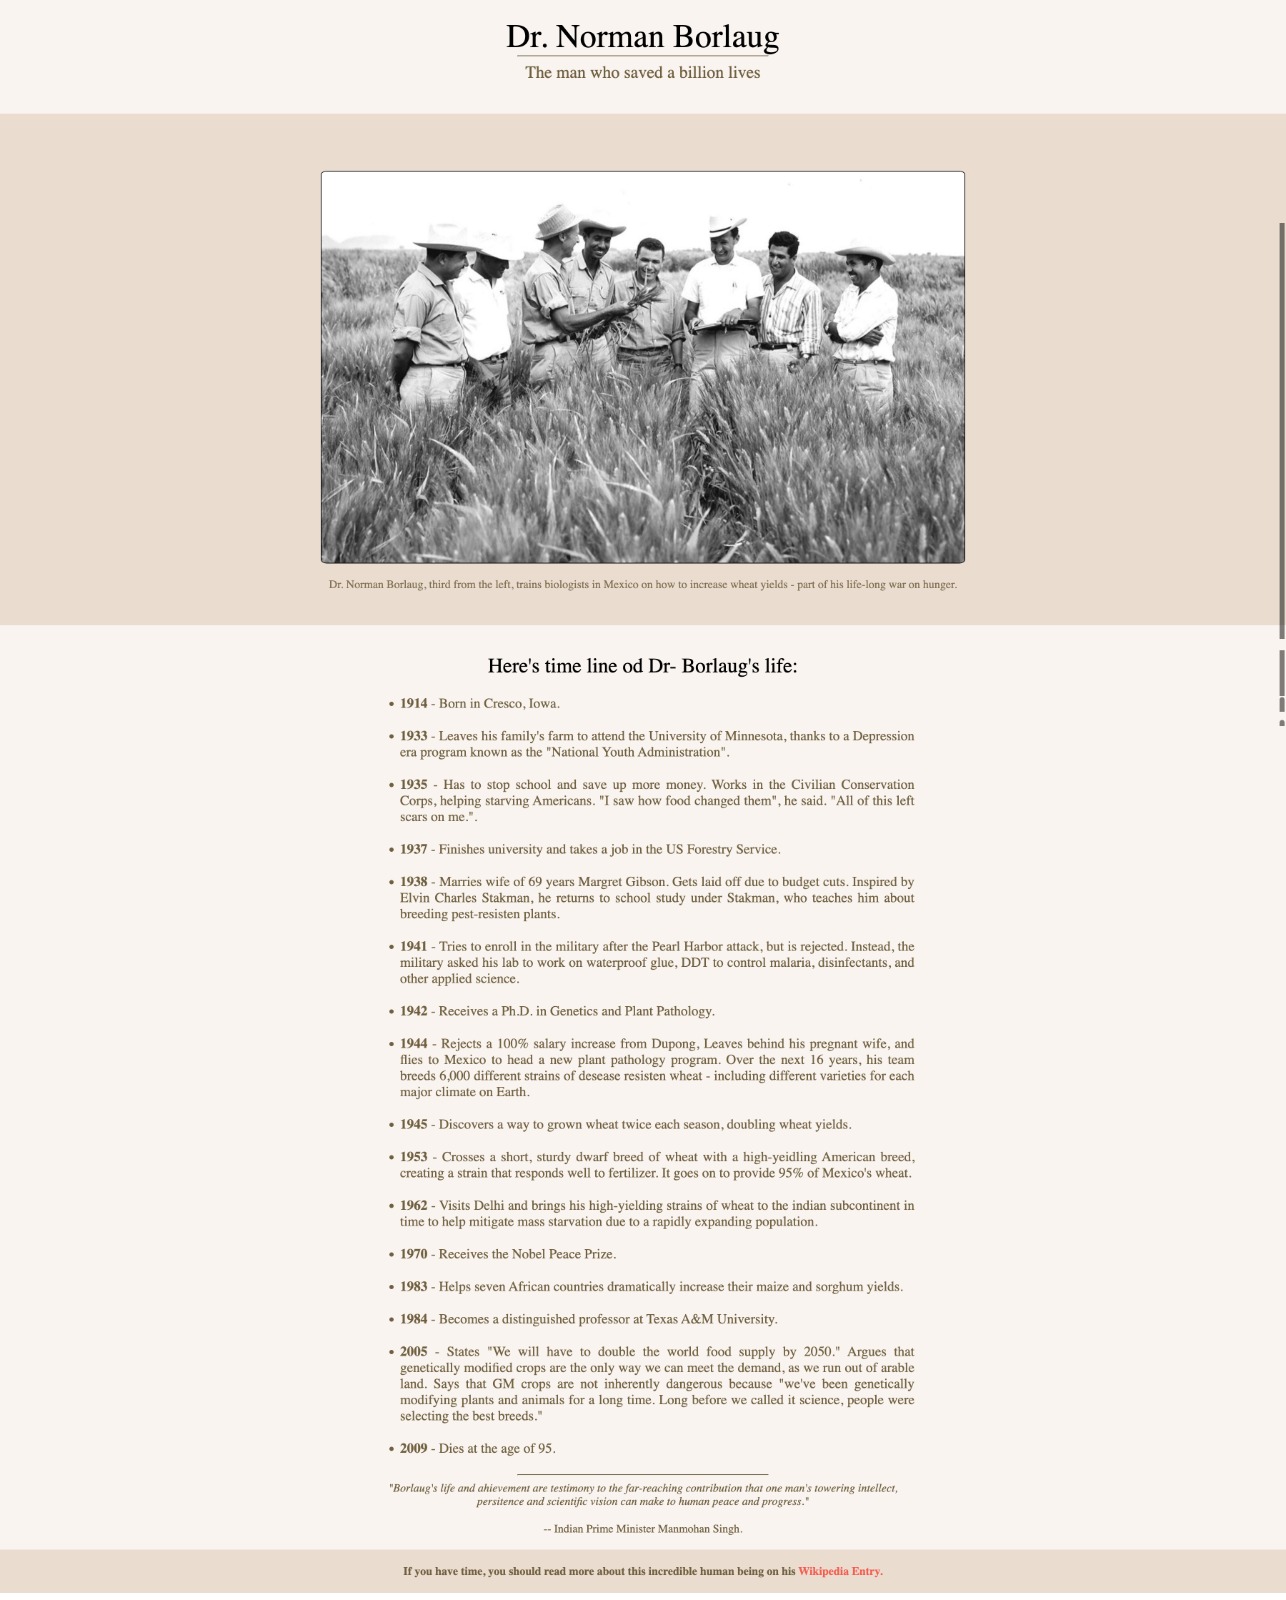 Dr. Norman Borlaug
The man who saved a billion lives
Dr. Norman Borlaug, third from the left, trains biologists in Mexico on how to increase wheat yields - part of his life-long war on hunger.
Here's time line od Dr- Borlaug's life:
• 1914 - Born in Cresco, Iowa.
• 1933 - Leaves his family's farm to attend the University of Minnesota, thanks to a Depression
era program known as the "National Youth Administration".
• 1935 - Has to stop school and save up more money. Works in the Civilian Conservation
Corps, helping starving Americans. "I saw how food changed them", he said. "All of this left
scars on me.".
• 1937 - Finishes university and takes a job in the US Forestry Service.
• 1938 - Marries wife of 69 years Margret Gibson. Gets laid off due to budget cuts. Inspired by
Elvin Charles Stakman, he returns to school study under Stakman, who teaches him about
breeding pest-resisten plants.
• 1941 - Tries to enroll in the military after the Pearl Harbor attack, but is rejected. Instead, the
military asked his lab to work on waterproof glue, DDT to control malaria, disinfectants, and
other applied science.
• 1942 - Receives a Ph.D. in Genetics and Plant Pathology.
• 1944 - Rejects a 100% salary increase from Dupong, Leaves behind his pregnant wife, and
flies to Mexico to head a new plant pathology program. Over the next 16 years, his team
breeds 6,000 different strains of desease resisten wheat - including different varieties for each
major climate on Earth.
• 1945 - Discovers a way to grown wheat twice each season, doubling wheat yields.
• 1953 - Crosses a short, sturdy dwarf breed of wheat with a high-yeidling American breed,
creating a strain that responds well to fertilizer. It goes on to provide 95% of Mexico's wheat.
• 1962 - Visits Delhi and brings his high-yielding strains of wheat to the indian subcontinent in
time to help mitigate mass starvation due to a rapidly expanding population.
• 1970 - Receives the Nobel Peace Prize.
• 1983 - Helps seven African countries dramatically increase their maize and sorghum yields.
• 1984 - Becomes a distinguished professor at Texas A&M University.
• 2005 - States "We will have to double the world food supply by 2050." Argues that
genetically modified crops are the only way we can meet the demand, as we run out of arable
land. Says that GM crops are not inherently dangerous because "we've been genetically
modifying plants and animals for a long time. Long before we called it science, people were
selecting the best breeds."
• 2009 - Dies at the age of 95.
"Borlaug's life and ahievement are testimony to the far-reaching contribution that one man's towering intellect,
persitence and scientific vision can make to human peace and progress."
-- Indian Prime Minister Manmohan Singh.
If you have time, you should read more about this incredible human being on his Wikipedia Entry.